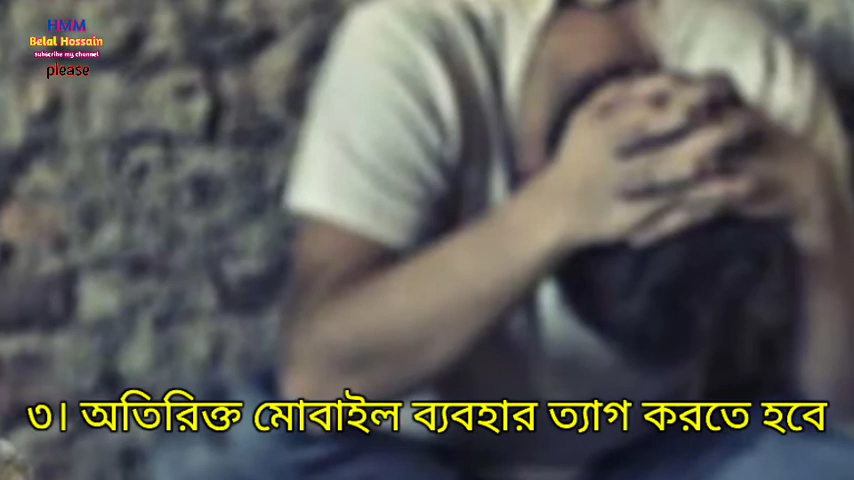 HMM
Belal Hossain
subscribe my channel
please
৩। অতিরিক্ত মোবাইল ব্যবহার ত্যাগ করতে হবে